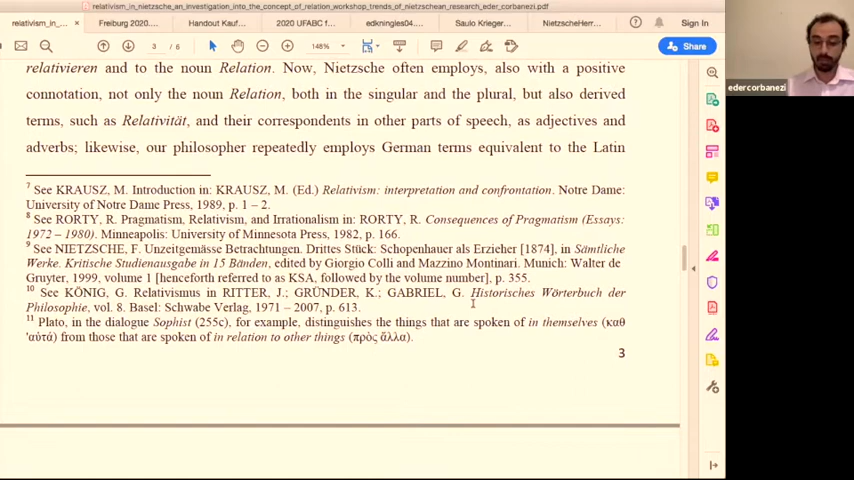 relativism_in_nietzsche_an_investigation_into_the_concept_of_relation_workshop_trends_of_nietzschean_research_eder_corbanezi.pdf
relativism_in_... × Freiburg 2020.... Handout Kauf... 2020 UFABC f... edkningles04.... Saulo Krieger... NietzscheHerr... Sign In
3 / 6 148% Share
relativieren and to the noun Relation. Now, Nietzsche often employs, also with a positive
connotation, not only the noun Relation, both in the singular and the plural, but also derived
terms, such as Relativität, and their correspondents in other parts of speech, as adjectives and
adverbs; likewise, our philosopher repeatedly employs German terms equivalent to the Latin
7 See KRAUSZ, M. Introduction in: KRAUSZ, M. (Ed.) Relativism: interpretation and confrontation. Notre Dame:
University of Notre Dame Press, 1989, p. 1 – 2.
8 See RORTY, R. Pragmatism, Relativism, and Irrationalism in: RORTY, R. Consequences of Pragmatism (Essays:
1972 – 1980). Minneapolis: University of Minnesota Press, 1982, p. 166.
9 See NIETZSCHE, F. Unzeitgemässe Betrachtungen. Drittes Stück: Schopenhauer als Erzieher [1874], in Sämtliche
Werke. Kritische Studienausgabe in 15 Bänden, edited by Giorgio Colli and Mazzino Montinari. Munich: Walter de
Gruyter, 1999, volume 1 [henceforth referred to as KSA, followed by the volume number], p. 355.
10 See KÖNIG, G. Relativismus in RITTER, J.; GRÜNDER, K.; GABRIEL, G. Historisches Wörterbuch der
Philosophie, vol. 8. Basel: Schwabe Verlag, 1971 – 2007, p. 613.
11 Plato, in the dialogue Sophist (255c), for example, distinguishes the things that are spoken of in themselves (καθ
'αὑτά) from those that are spoken of in relation to other things (πρὸς ἄλλα).
3
edercorbanezi